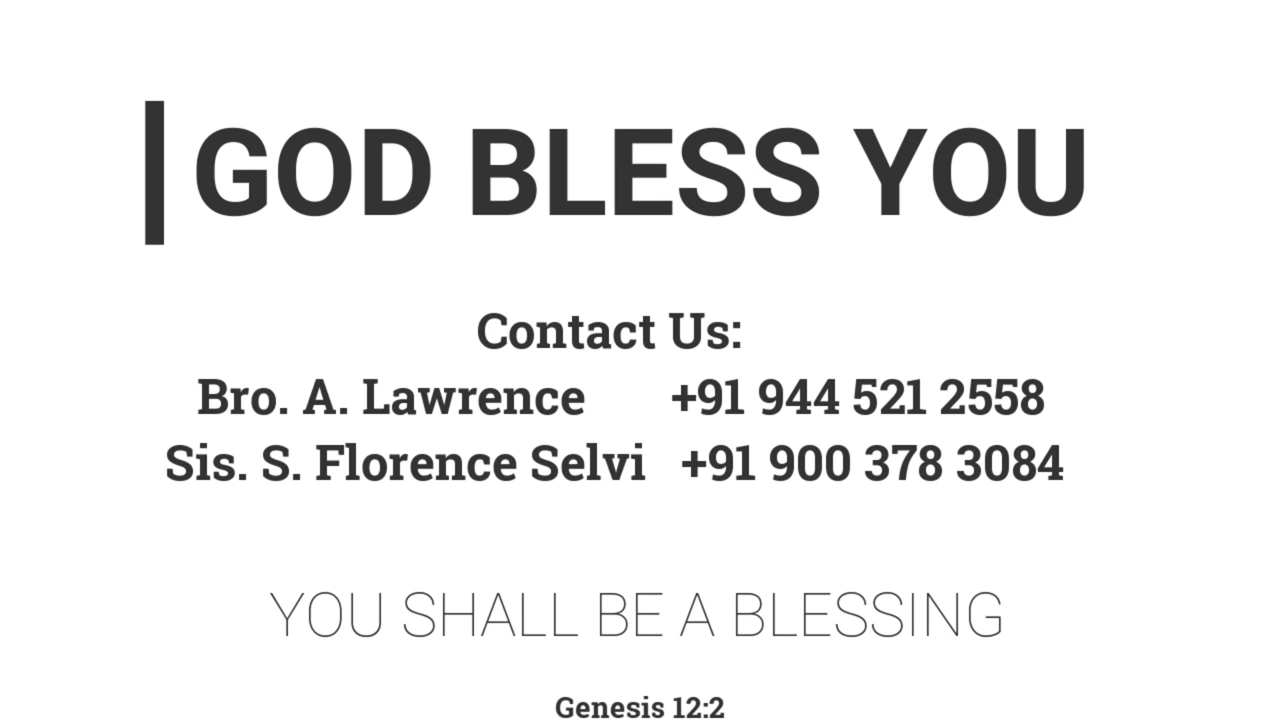 GOD BLESS YOU
Contact Us:
Bro. A. Lawrence +91 944 521 2558
Sis. S. Florence Selvi +91 900 378 3084
YOU SHALL BE A BLESSING
Genesis 12:2